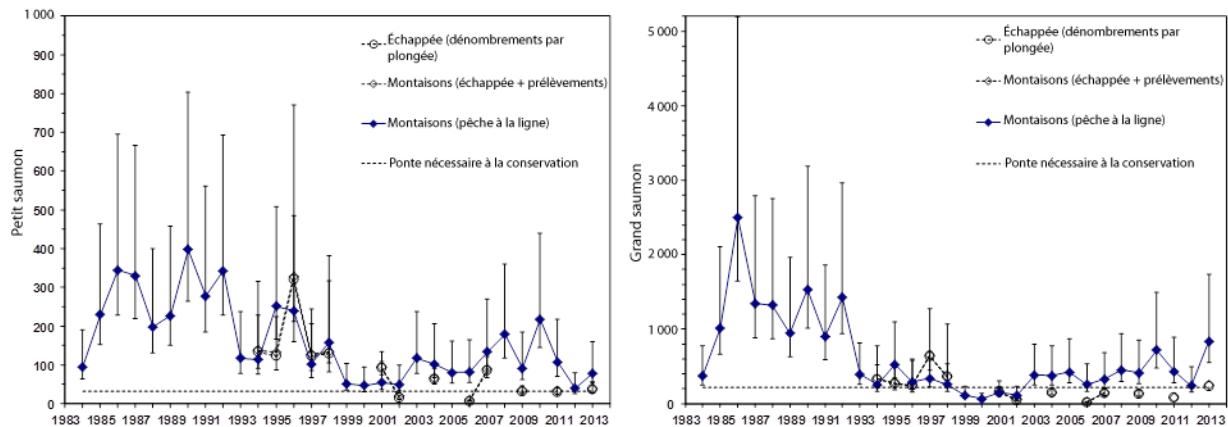 1 000
900
800
700
600
500
400
300
200
100
0
Petit saumon
Échappée (dénombrements par
plongée)
Montaisons (échappée + prélèvements)
Montaisons (pêche à la ligne)
Ponte nécessaire à la conservation
1983 1985 1987 1989 1991 1993 1995 1997 1999 2001 2003 2005 2007 2009 2011 2013
5 000
4 000
3 000
2 000
1 000
0
Grand saumon
Échappée (dénombrements par
plongée)
Montaisons (échappée + prélèvements)
Montaisons (pêche à la ligne)
Ponte nécessaire à la conservation
1983 1985 1987 1989 1991 1993 1995 1997 1999 2001 2003 2005 2007 2009 2011 2013